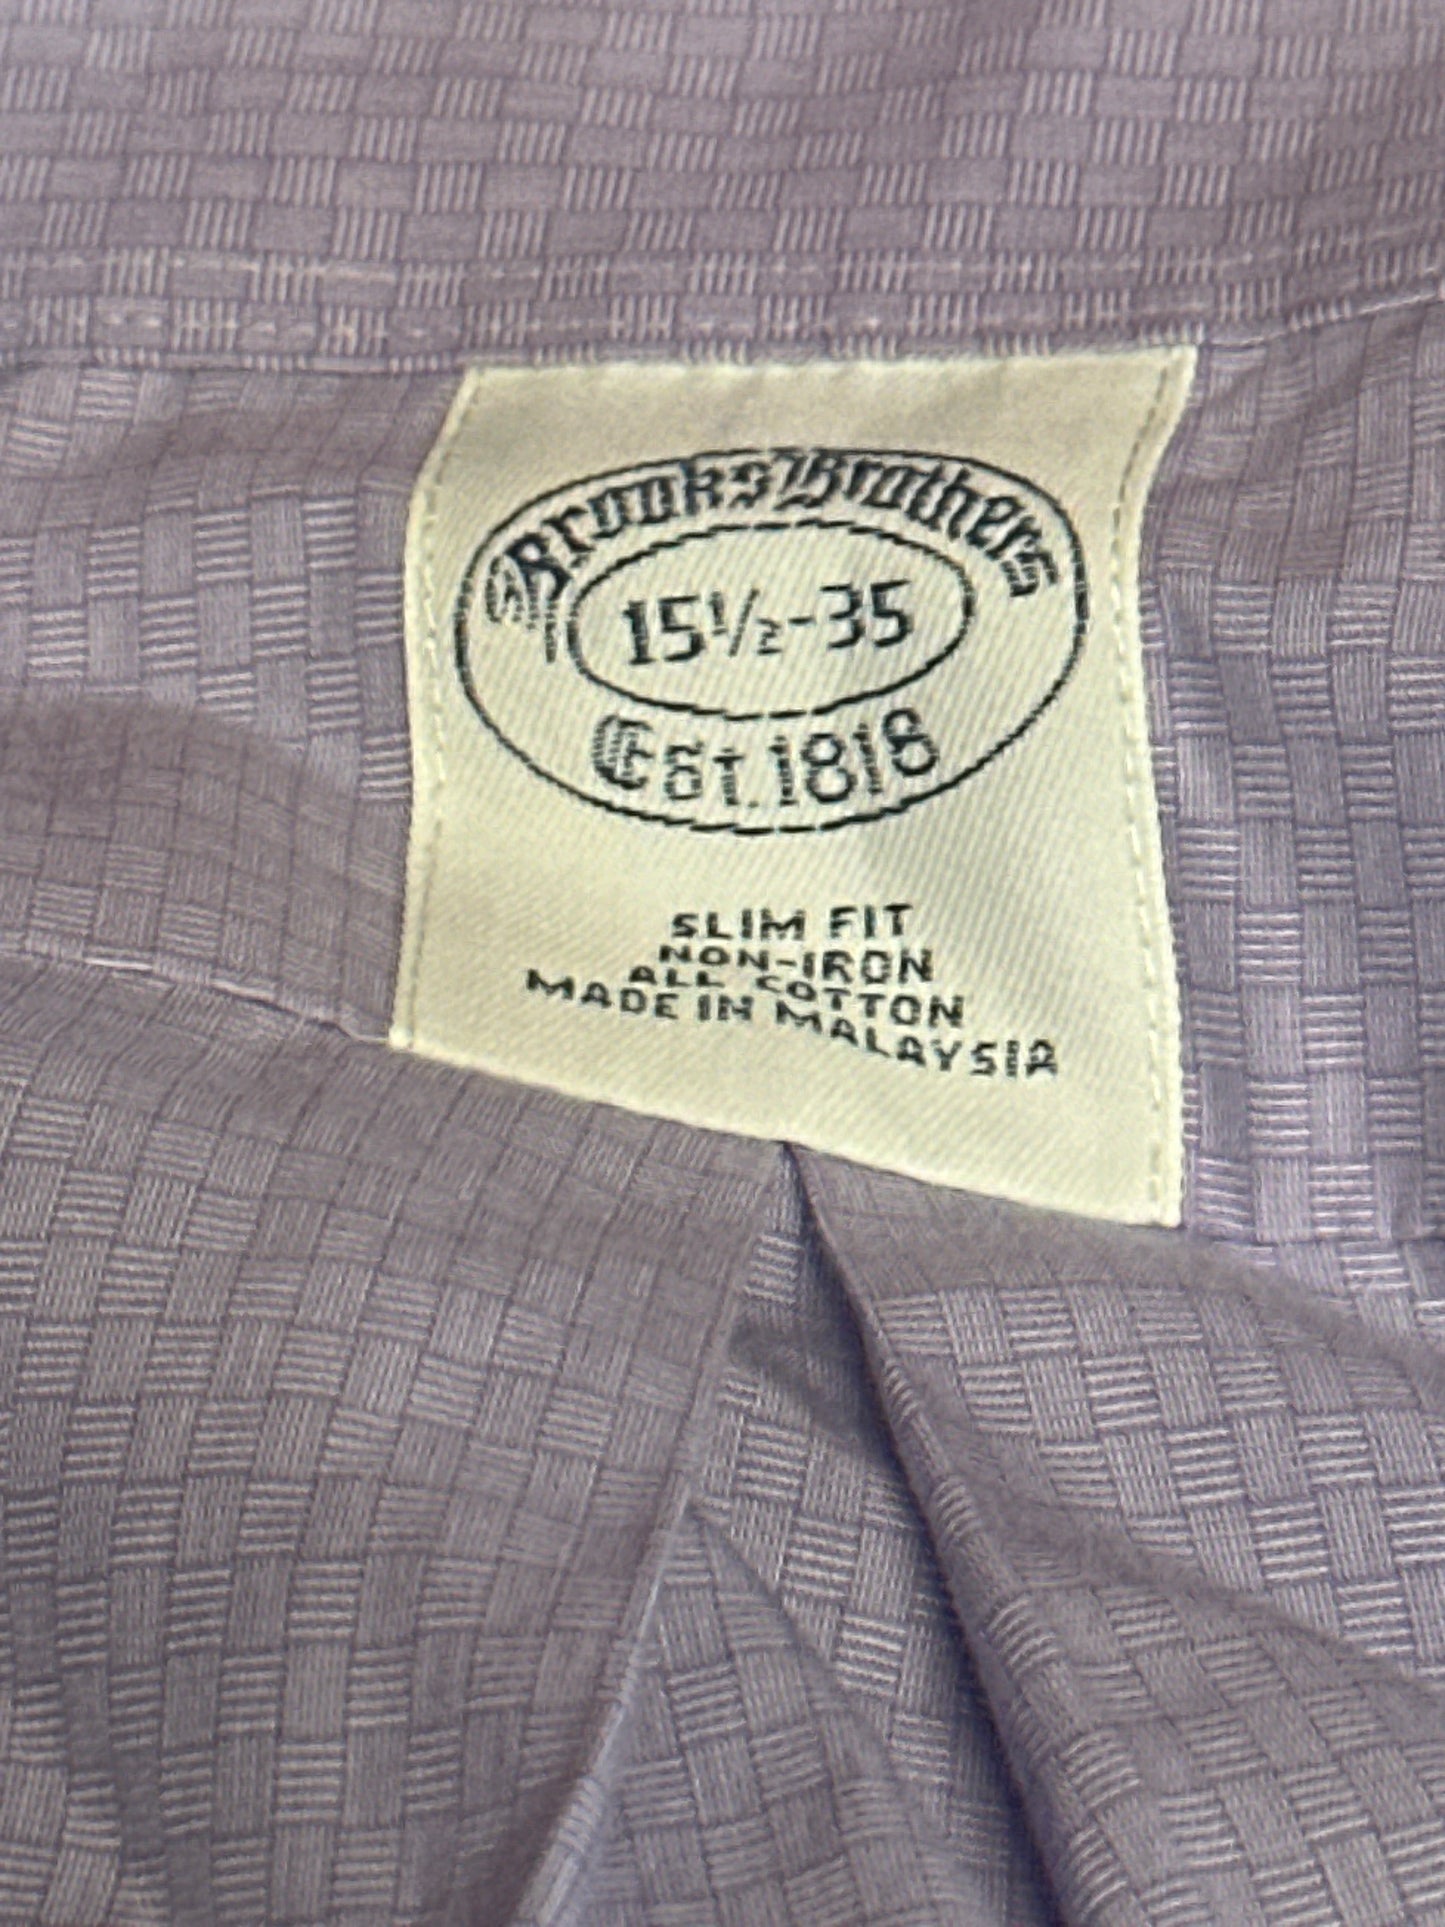 Brooks Brothers
15½-35
Est. 1818
SLIM FIT
NON-IRON
ALL COTTON
MADE IN MALAYSIA